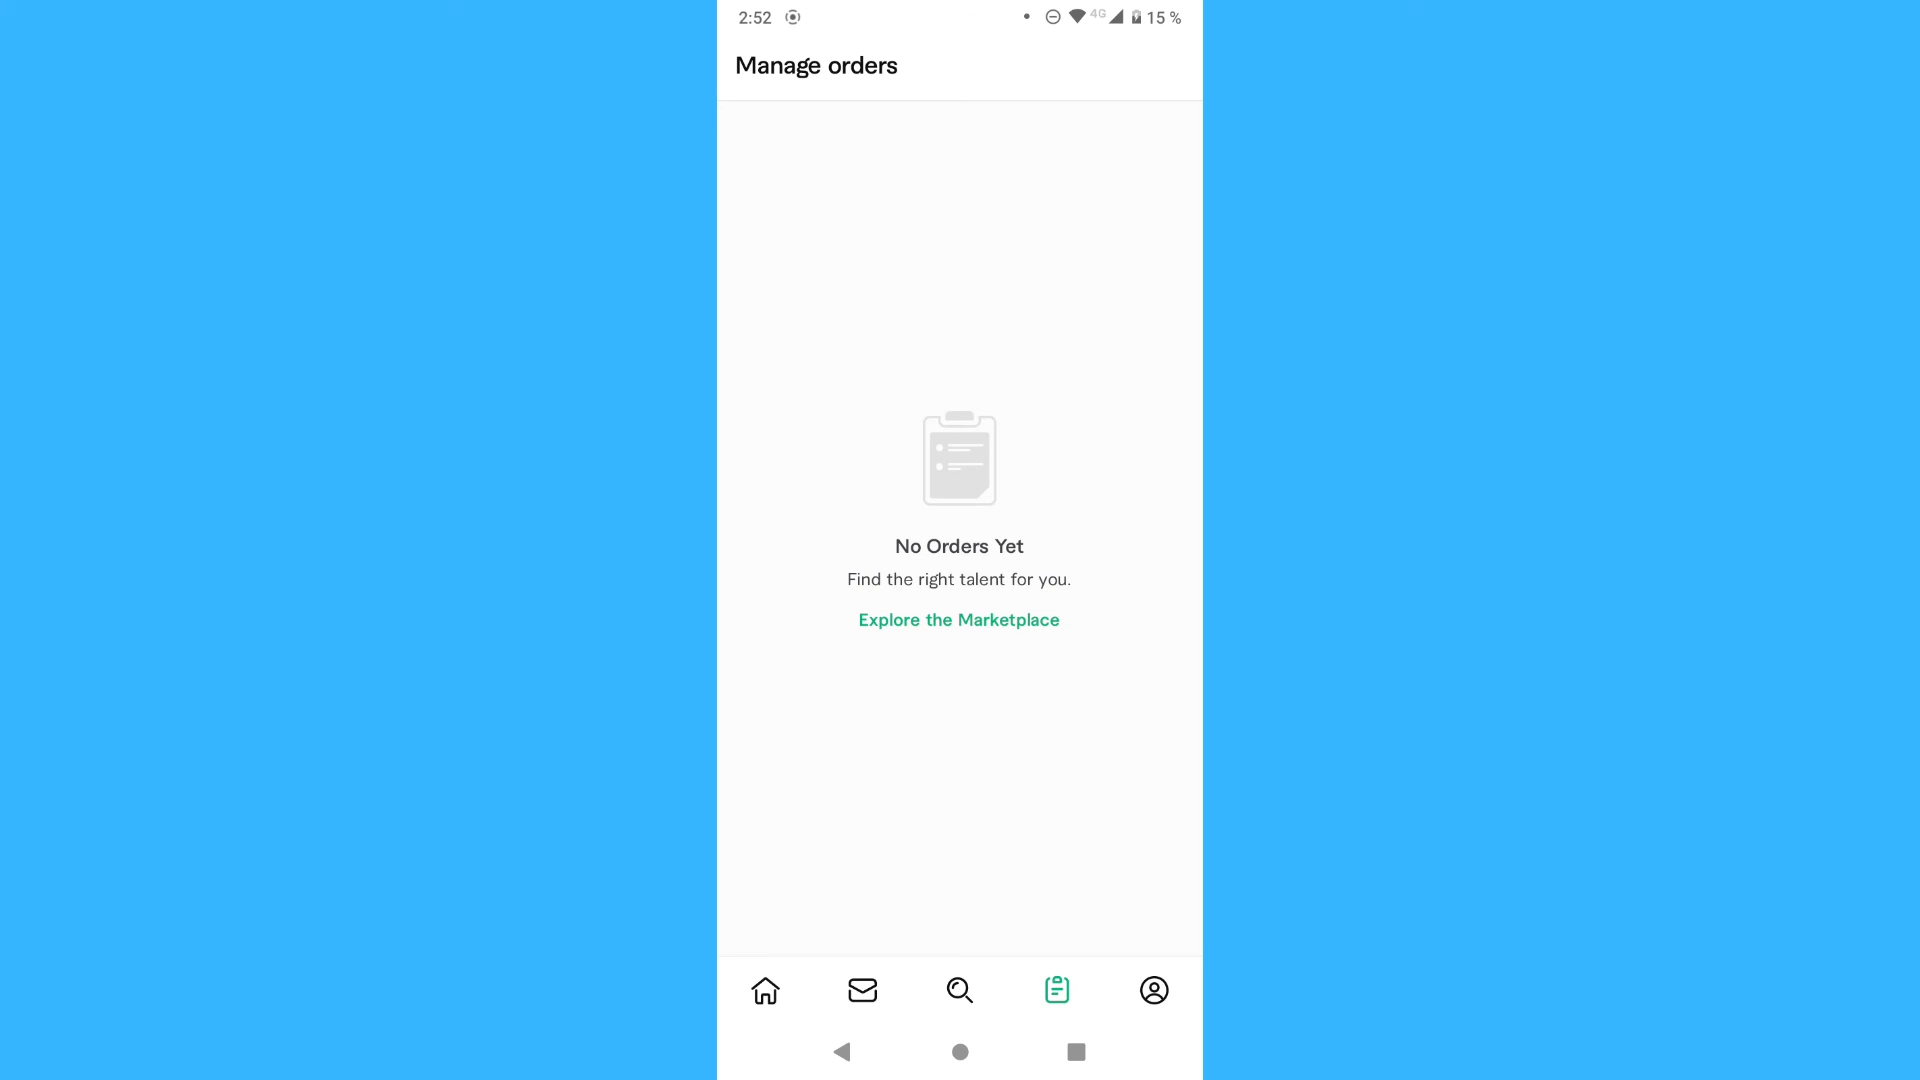 2:52 4G 15 %
Manage orders
No Orders Yet
Find the right talent for you.
Explore the Marketplace